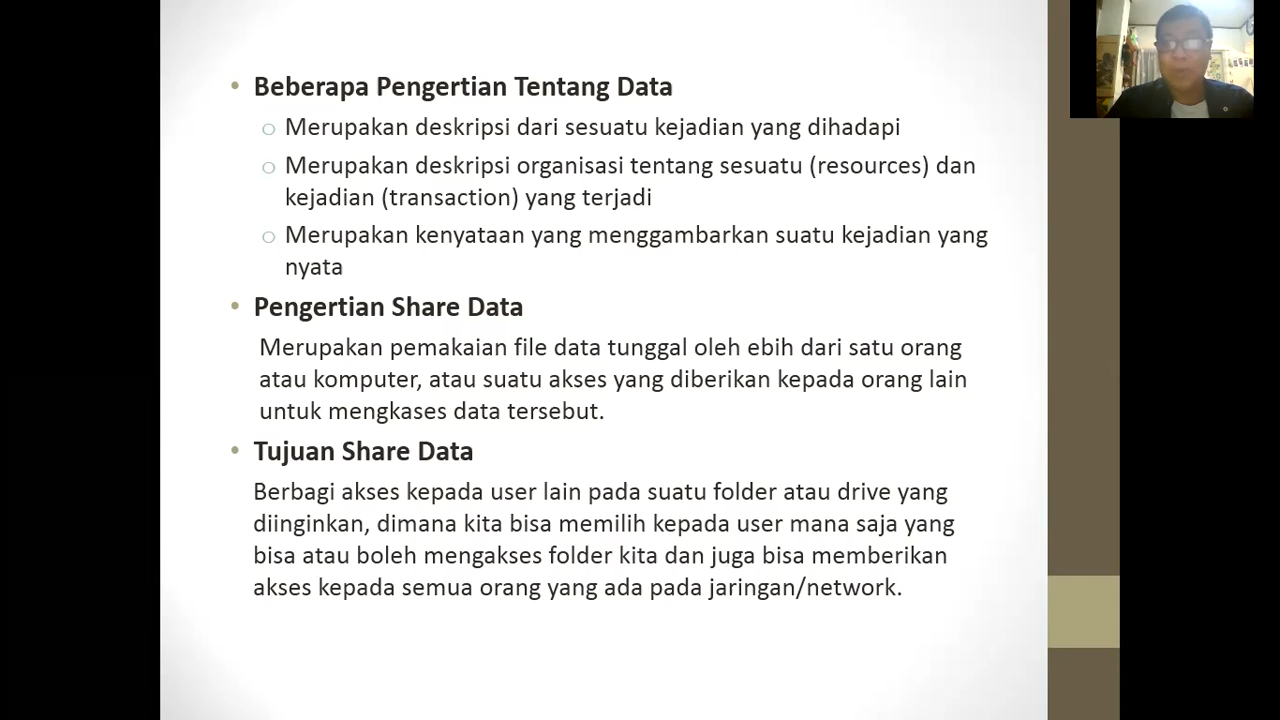 Beberapa Pengertian Tentang Data
Merupakan deskripsi dari sesuatu kejadian yang dihadapi
Merupakan deskripsi organisasi tentang sesuatu (resources) dan
kejadian (transaction) yang terjadi
Merupakan kenyataan yang menggambarkan suatu kejadian yang
nyata
Pengertian Share Data
Merupakan pemakaian file data tunggal oleh ebih dari satu orang
atau komputer, atau suatu akses yang diberikan kepada orang lain
untuk mengkases data tersebut.
Tujuan Share Data
Berbagi akses kepada user lain pada suatu folder atau drive yang
diinginkan, dimana kita bisa memilih kepada user mana saja yang
bisa atau boleh mengakses folder kita dan juga bisa memberikan
akses kepada semua orang yang ada pada jaringan/network.